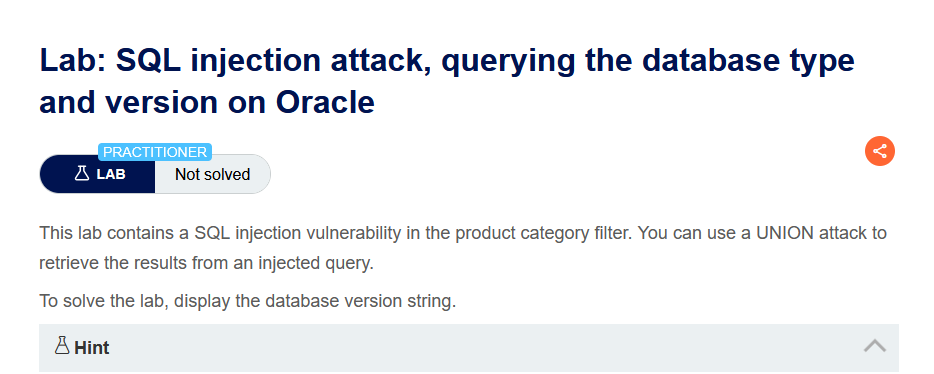 Lab: SQL injection attack, querying the database type
and version on Oracle
PRACTITIONER
LAB
Not solved
This lab contains a SQL injection vulnerability in the product category filter. You can use a UNION attack to
retrieve the results from an injected query.
To solve the lab, display the database version string.
Hint